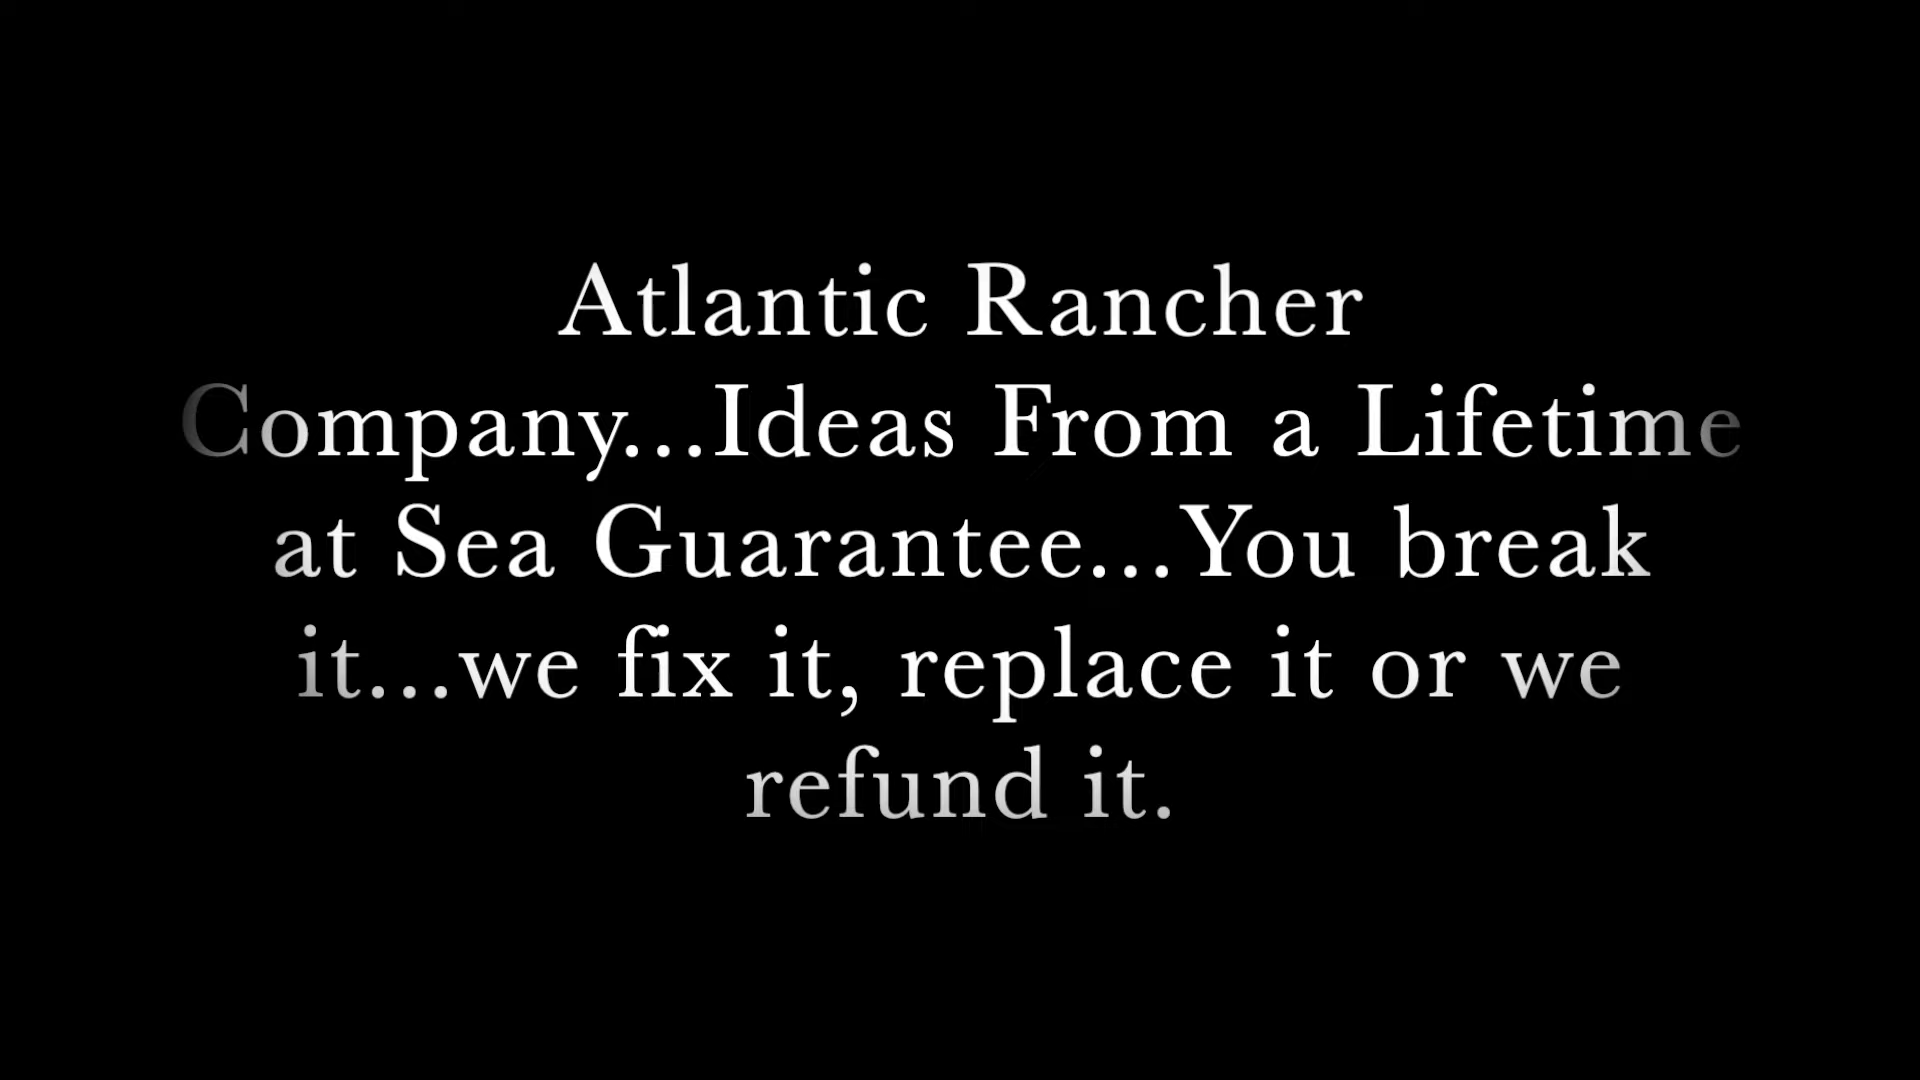 Atlantic Rancher
Company...Ideas From a Lifetime
at Sea Guarantee...You break
it...we fix it, replace it or we
refund it.